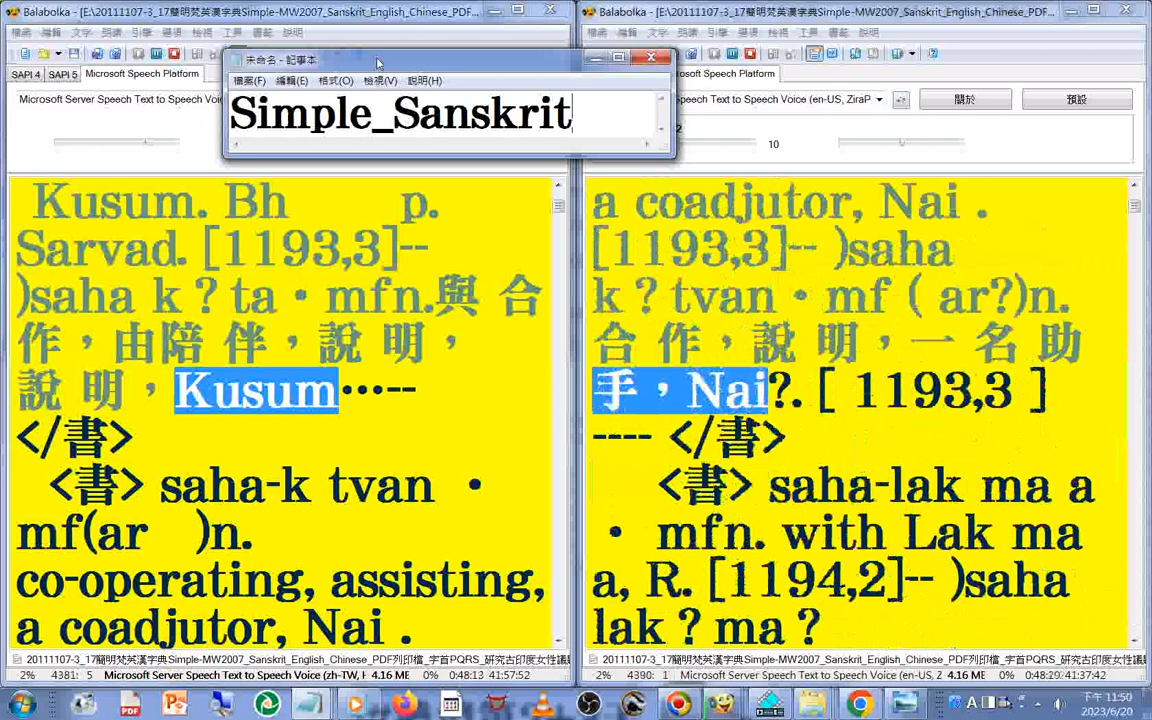 Balabolka - [E:\20111107-3_17簡明梵英漢字典Simple-MW2007_Sanskrit_English_Chinese_PDF...
SAPI 4 SAPI 5 Microsoft Speech Platform
Microsoft Server Speech Text to Speech Voi
未命名 - 記事本
檔案(F) 編輯(E) 格式(O) 檢視(V) 說明(H)
Simple_Sanskrit
Kusum. Bh p.
Sarvad. [1193,3]--
)saha k ? ta・mfn.與 合
作，由陪 伴，說 明，
說 明，Kusum…--
</書>
<書> saha-k tvan ・
mf(ar )n.
co-operating, assisting,
a coadjutor, Nai .
20111107-3_17簡明梵英漢字典Simple-MW2007_Sanskrit_English_Chinese_PDF列印檔_字首PQRS_研究古印度女性議
2% 4381: 5 Microsoft Server Speech Text to Speech Voice (zh-TW, H 4.16 MB 0% 0:48:13 41:57:52
Balabolka - [E:\20111107-3_17簡明梵英漢字典Simple-MW2007_Sanskrit_English_Chinese_PDF...
檔案 編輯
Platform
Speech Text to Speech Voice (en-US, ZiraP
關於 預設
2
10
a coadjutor, Nai .
[1193,3]-- )saha
k ? tvan・mf ( ar?)n.
合 作，說 明，一 名 助
手，Nai?. [ 1193,3 ]
---- </書>
<書> saha-lak ma a
・ mfn. with Lak ma
a, R. [1194,2]-- )saha
lak ? ma ?
20111107-3_17簡明梵英漢字典Simple-MW2007_Sanskrit_English_Chinese_PDF列印檔_字首PQRS_研究古印度女性議
2% 4390: 1 Microsoft Server Speech Text to Speech Voice (en-US, 4.16 MB 0% 0:48:29 41:37:42
下午 11:50
2023/6/20